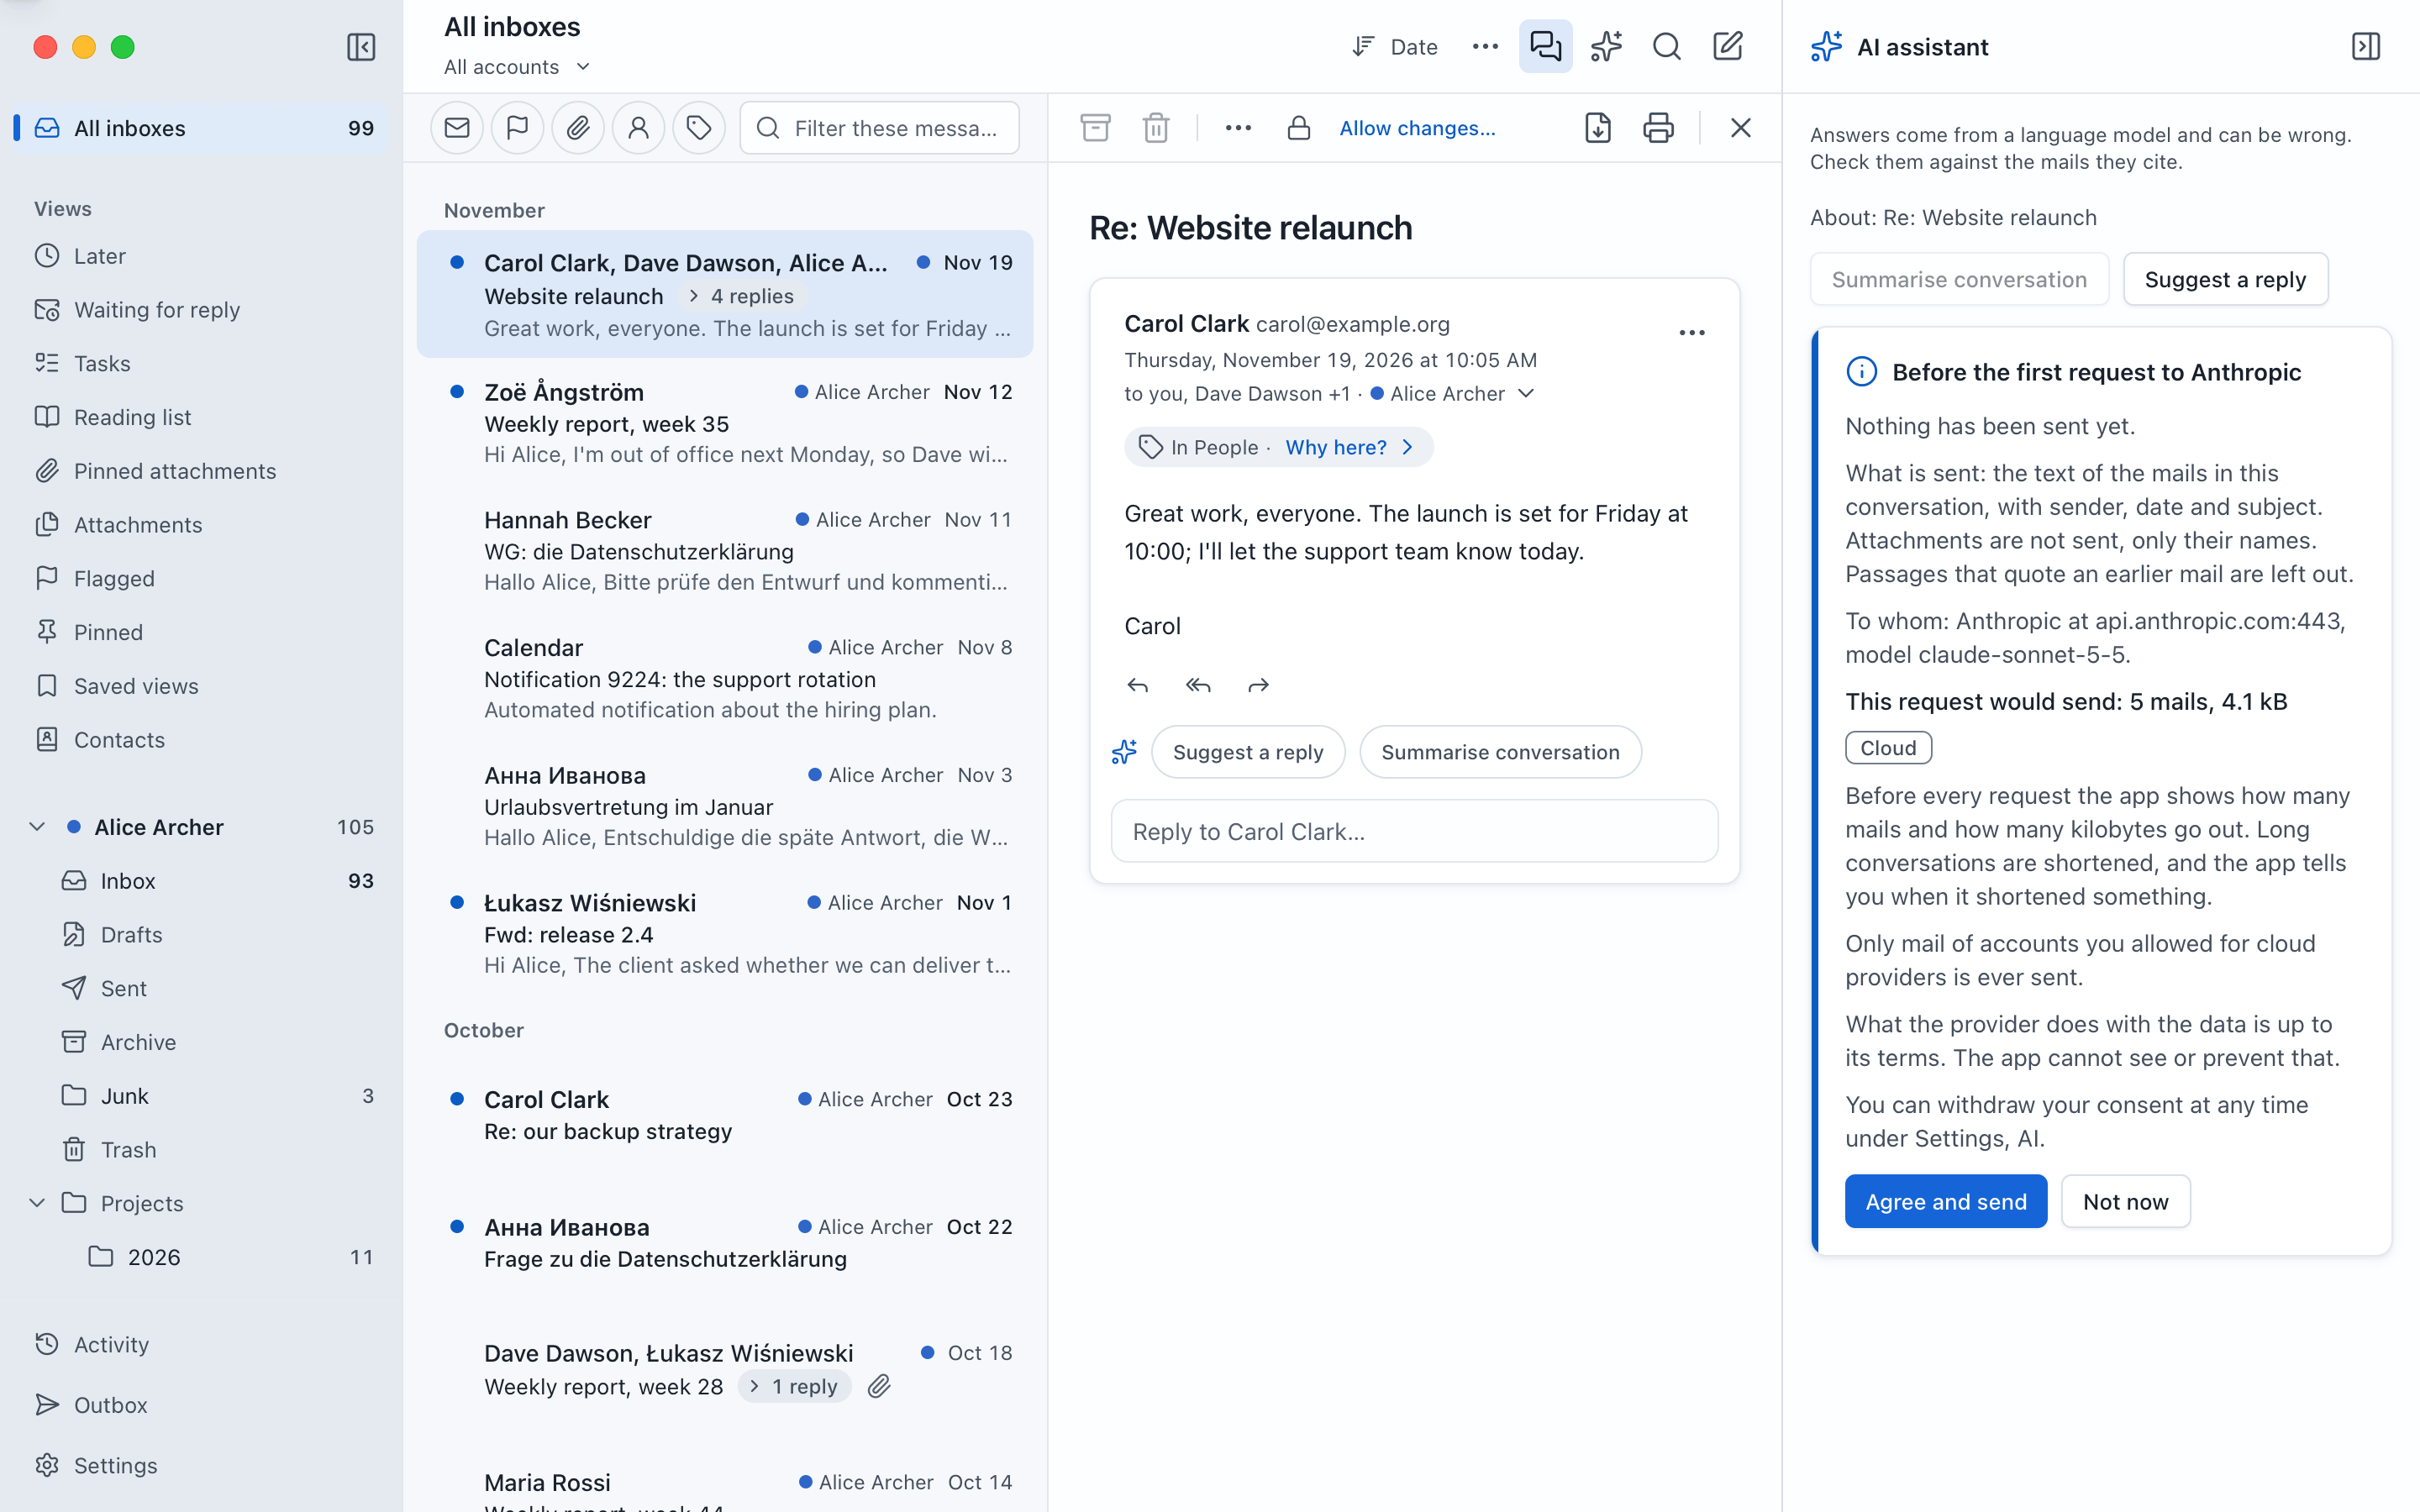 All inboxes 99
Views
Later
Waiting for reply
Tasks
Reading list
Pinned attachments
Attachments
Flagged
Pinned
Saved views
Contacts
Alice Archer 105
Inbox 93
Drafts
Sent
Archive
Junk 3
Trash
Projects
2026 11
Activity
Outbox
Settings
All inboxes
All accounts
Date
Filter these messa...
November
Carol Clark, Dave Dawson, Alice A... Nov 19
Website relaunch 4 replies
Great work, everyone. The launch is set for Friday ...
Zoë Ångström Alice Archer Nov 12
Weekly report, week 35
Hi Alice, I'm out of office next Monday, so Dave wi...
Hannah Becker Alice Archer Nov 11
WG: die Datenschutzerklärung
Hallo Alice, Bitte prüfe den Entwurf und kommenti...
Calendar Alice Archer Nov 8
Notification 9224: the support rotation
Automated notification about the hiring plan.
Анна Иванова Alice Archer Nov 3
Urlaubsvertretung im Januar
Hallo Alice, Entschuldige die späte Antwort, die W...
Łukasz Wiśniewski Alice Archer Nov 1
Fwd: release 2.4
Hi Alice, The client asked whether we can deliver t...
October
Carol Clark Alice Archer Oct 23
Re: our backup strategy
Анна Иванова Alice Archer Oct 22
Frage zu die Datenschutzerklärung
Dave Dawson, Łukasz Wiśniewski Oct 18
Weekly report, week 28 1 reply
Maria Rossi Alice Archer Oct 14
Weekly report, week 44
Allow changes...
Re: Website relaunch
Carol Clark carol@example.org
Thursday, November 19, 2026 at 10:05 AM
to you, Dave Dawson +1 · Alice Archer
In People · Why here?
Great work, everyone. The launch is set for Friday at
10:00; I'll let the support team know today.
Carol
Suggest a reply Summarise conversation
Reply to Carol Clark...
AI assistant
Answers come from a language model and can be wrong.
Check them against the mails they cite.
About: Re: Website relaunch
Summarise conversation Suggest a reply
Before the first request to Anthropic
Nothing has been sent yet.
What is sent: the text of the mails in this
conversation, with sender, date and subject.
Attachments are not sent, only their names.
Passages that quote an earlier mail are left out.
To whom: Anthropic at api.anthropic.com:443,
model claude-sonnet-5-5.
This request would send: 5 mails, 4.1 kB
Cloud
Before every request the app shows how many
mails and how many kilobytes go out. Long
conversations are shortened, and the app tells
you when it shortened something.
Only mail of accounts you allowed for cloud
providers is ever sent.
What the provider does with the data is up to
its terms. The app cannot see or prevent that.
You can withdraw your consent at any time
under Settings, AI.
Agree and send Not now